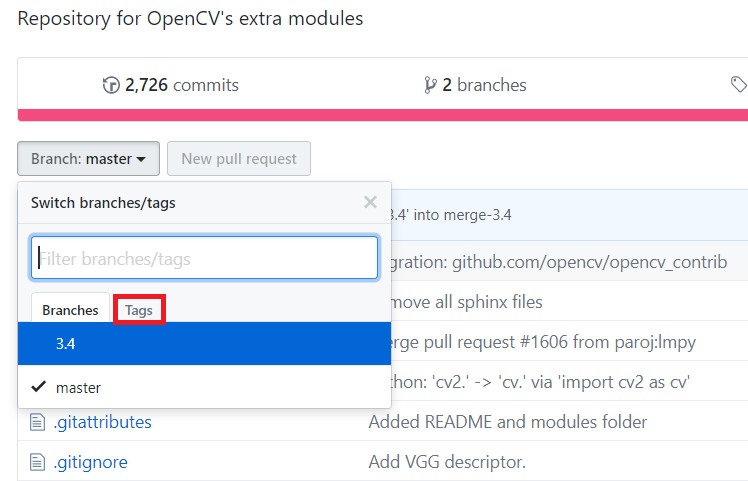 Repository for OpenCV's extra modules
2,726 commits
2 branches
Branch: master
New pull request
Switch branches/tags
3.4' into merge-3.4
Filter branches/tags
gration: github.com/opencv/opencv_contrib
Branches
Tags
move all sphinx files
3.4
erge pull request #1606 from paroj:lmpy
master
thon: 'cv2.' -> 'cv.' via 'import cv2 as cv'
.gitattributes
Added README and modules folder
.gitignore
Add VGG descriptor.